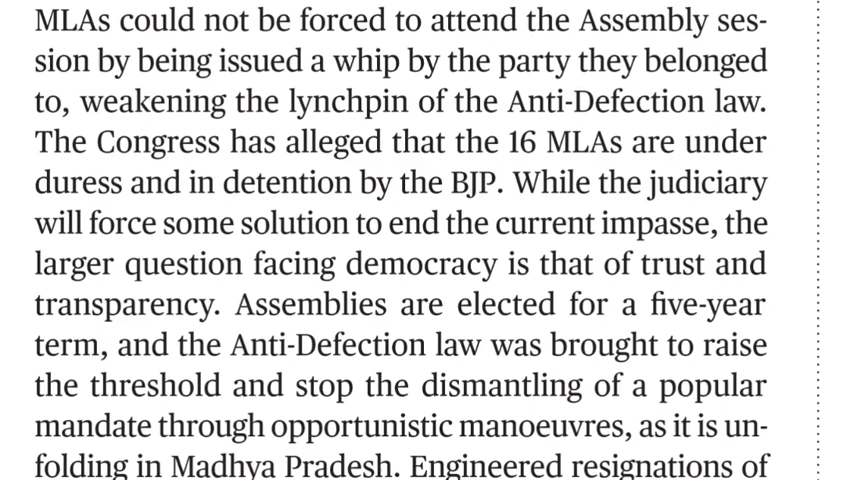 MLAs could not be forced to attend the Assembly ses-
sion by being issued a whip by the party they belonged
to, weakening the lynchpin of the Anti-Defection law.
The Congress has alleged that the 16 MLAs are under
duress and in detention by the BJP. While the judiciary
will force some solution to end the current impasse, the
larger question facing democracy is that of trust and
transparency. Assemblies are elected for a five-year
term, and the Anti-Defection law was brought to raise
the threshold and stop the dismantling of a popular
mandate through opportunistic manoeuvres, as it is un-
folding in Madhya Pradesh. Engineered resignations of